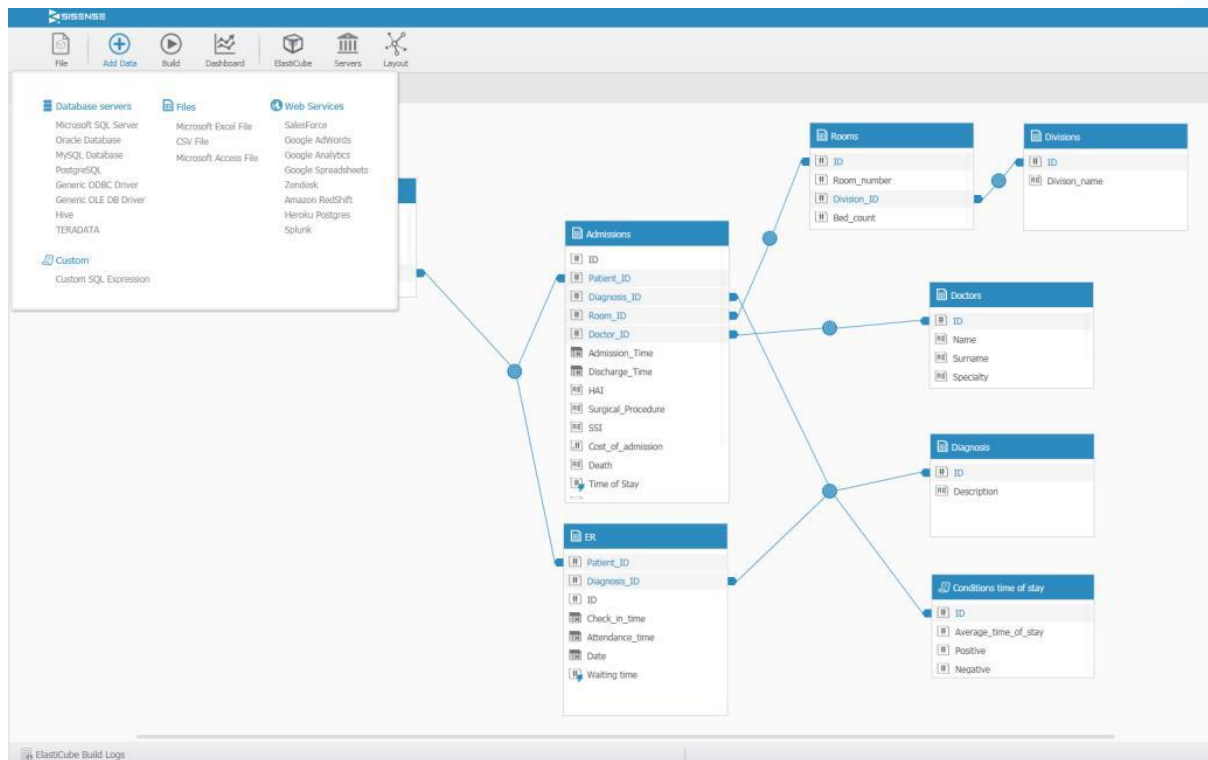 SISENSE
File
Add Data
Build
Dashboard
ElastiCube
Servers
Layout
Database servers
Microsoft SQL Server
Oracle Database
MySQL Database
PostgreSQL
Generic ODBC Driver
Generic OLE DB Driver
Hive
TERADATA
Custom
Custom SQL Expression
Files
Microsoft Excel File
CSV File
Microsoft Access File
Web Services
SalesForce
Google AdWords
Google Analytics
Google Spreadsheets
Zendesk
Amazon RedShift
Heroku Postgres
Splunk
Admissions
ID
Patient_ID
Diagnosis_ID
Room_ID
Doctor_ID
Admission_Time
Discharge_Time
HAI
Surgical_Procedure
SSI
Cost_of_admission
Death
Time of Stay
ER
Patient_ID
Diagnosis_ID
ID
Check_in_time
Attendance_time
Date
Waiting time
Rooms
ID
Room_number
Division_ID
Bed_count
Divisions
ID
Divison_name
Doctors
ID
Name
Surname
Specialty
Diagnosis
ID
Description
Conditions time of stay
ID
Average_time_of_stay
Positive
Negative
ElastiCube Build Logs